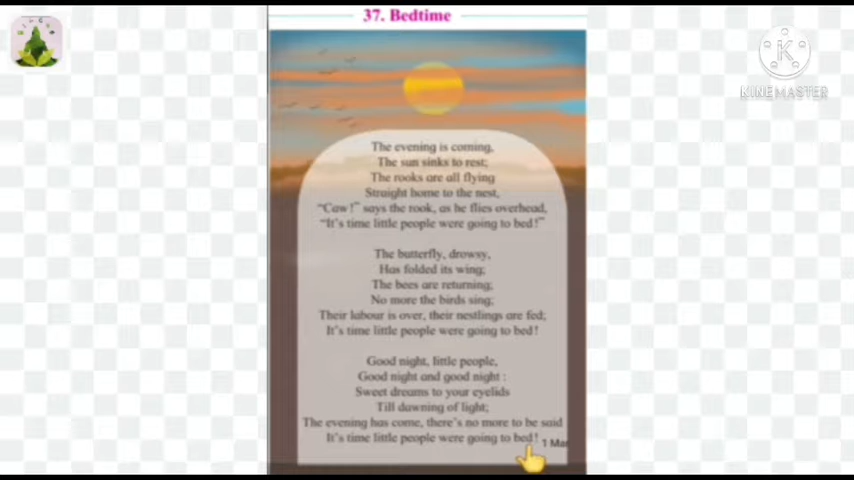 37. Bedtime
KINEMASTER
The evening is coming,
The sun sinks to rest;
The rooks are all flying
Straight home to the nest,
“Caw!” says the rook, as he flies overhead,
“It's time little people were going to bed!”
The butterfly, drowsy,
Has folded its wing;
The bees are returning;
No more the birds sing;
Their labour is over, their nestlings are fed;
It's time little people were going to bed!
Good night, little people,
Good night and good night :
Sweet dreams to your eyelids
Till dawning of light;
The evening has come, there's no more to be said
It's time little people were going to bed!
1 Mar